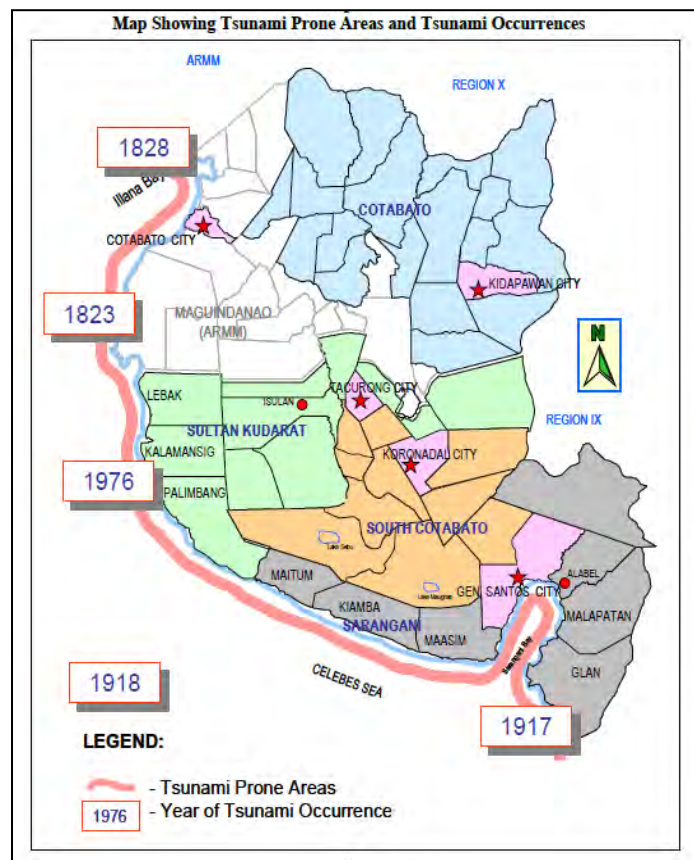 Map Showing Tsunami Prone Areas and Tsunami Occurrences
ARMM
REGION X
1828
Illana Bay
COTABATO
COTABATO CITY
KIDAPAWAN CITY
1823
MAGUINDANAO
(ARMM)
N
TACURONG CITY
LEBAK
ISULAN
REGION IX
SULTAN KUDARAT
KALAMANSIG
KORONADAL CITY
1976
PALIMBANG
SOUTH COTABATO
Lake Sebu
MAITUM
ALABEL
GEN SANTOS CITY
Lake Maughan
KIAMBA
MALAPATAN
SARANGANI
MAASIM
Sarangani Bay
GLAN
1918
CELEBES SEA
1917
LEGEND:
- Tsunami Prone Areas
1976 - Year of Tsunami Occurrence